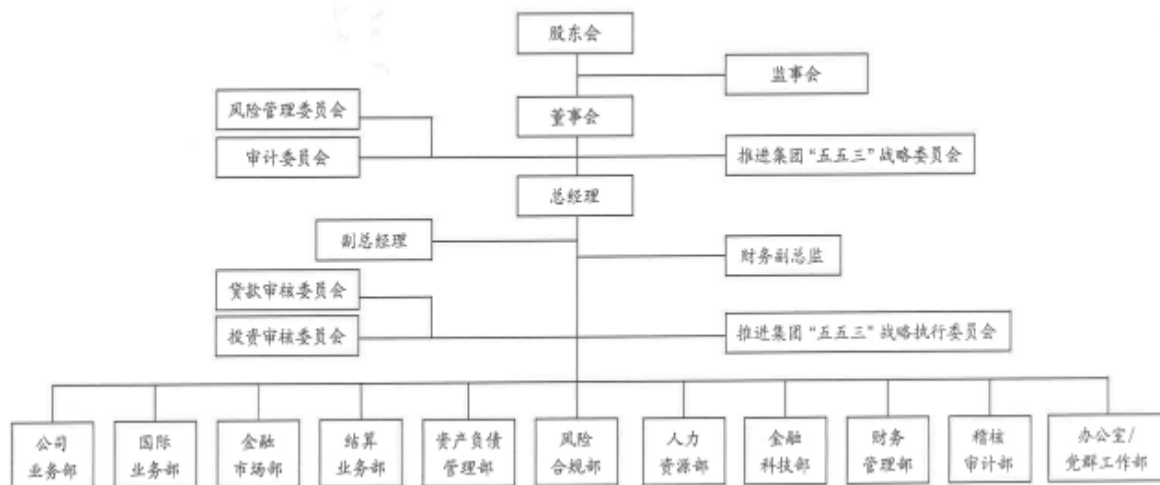 股东会
监事会
风险管理委员会
董事会
审计委员会
推进集团“五五三”战略委员会
总经理
副总经理
财务副总监
贷款审核委员会
投资审核委员会
推进集团“五五三”战略执行委员会
公司
业务部
国际
业务部
金融
市场部
结算
业务部
资产负债
管理部
风险
合规部
人力
资源部
金融
科技部
财务
管理部
稽核
审计部
办公室/
党群工作部